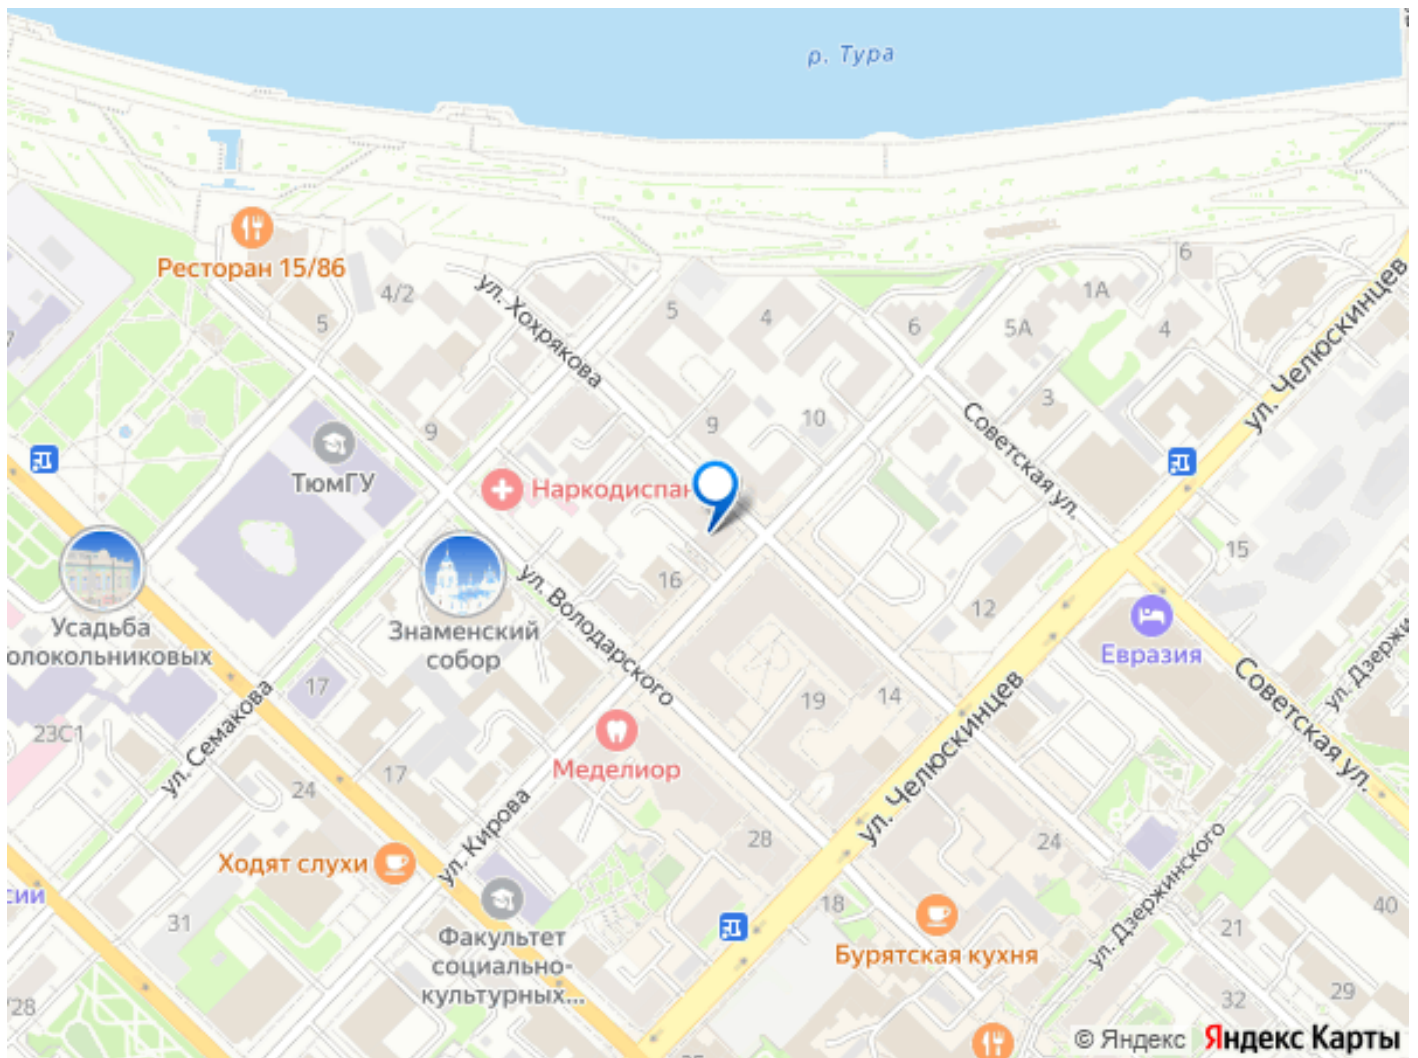 р. Тура
Ресторан 15/86
4/2
5
ул. Хохрякова
5
4
6
6
1А
5А
4
ул. Челюскинцев
3
9
9
10
Советская ул.
ТюмГУ
Наркодиспан
16
15
12
Усадьба
олокольниковых
Знаменский
собор
ул. Володарского
Евразия
ул. Дзержи
17
19
14
ул. Челюскинцев
Советская ул.
23С1
ул. Семакова
17
24
Меделиор
ул. Кирова
28
24
ул. Дзержинского
Ходят слухи
сии
31
Факультет
социально-
культурных...
18
Бурятская кухня
21
40
/28
32
29
© Яндекс Яндекс Карты